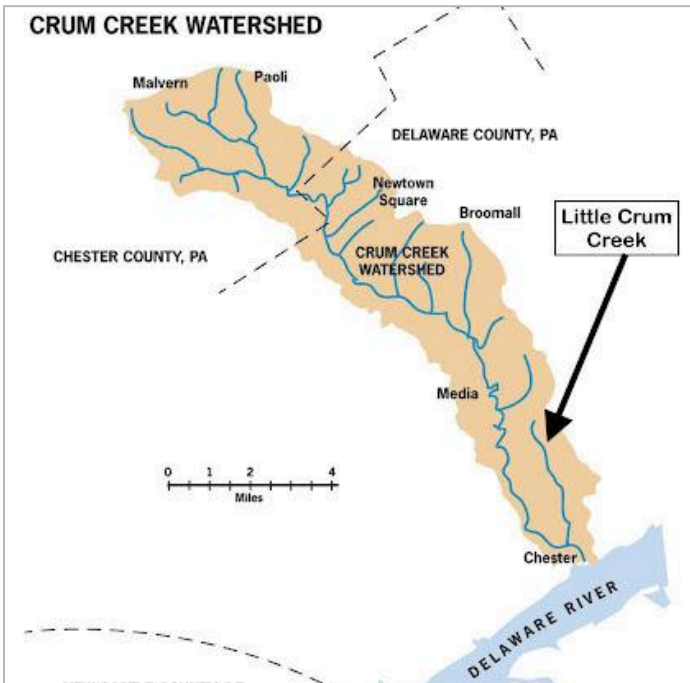 CRUM CREEK WATERSHED
Malvern
Paoli
DELAWARE COUNTY, PA
Newtown
Square
Broomall
Little Crum
Creek
CHESTER COUNTY, PA
CRUM CREEK
WATERSHED
Media
0 1 2 4
Miles
Chester
DELAWARE RIVER